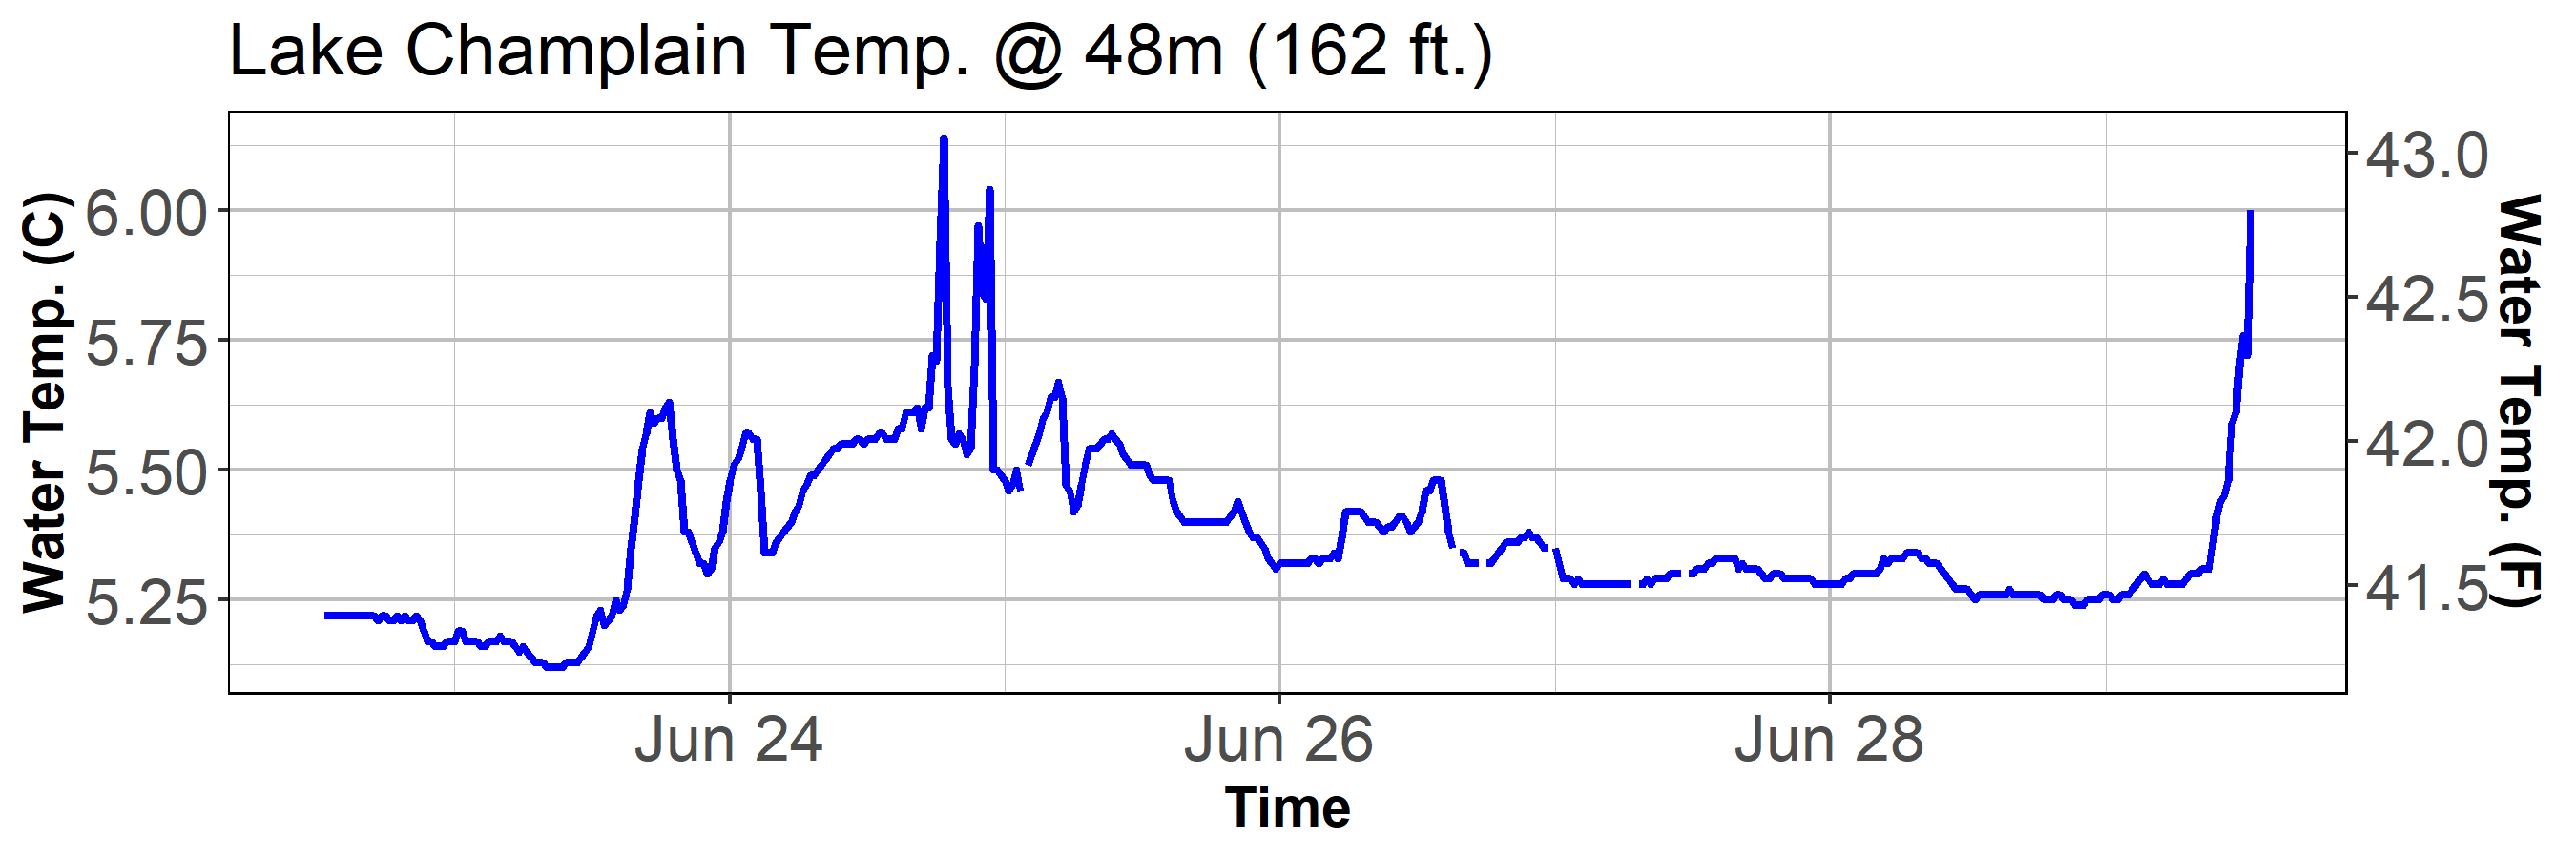 Lake Champlain Temp. @ 48m (162 ft.)
Water Temp. (C)
6.00
5.75
5.50
5.25
43.0
42.5
42.0
41.5
Water Temp. (F)
Jun 24
Jun 26
Jun 28
Time